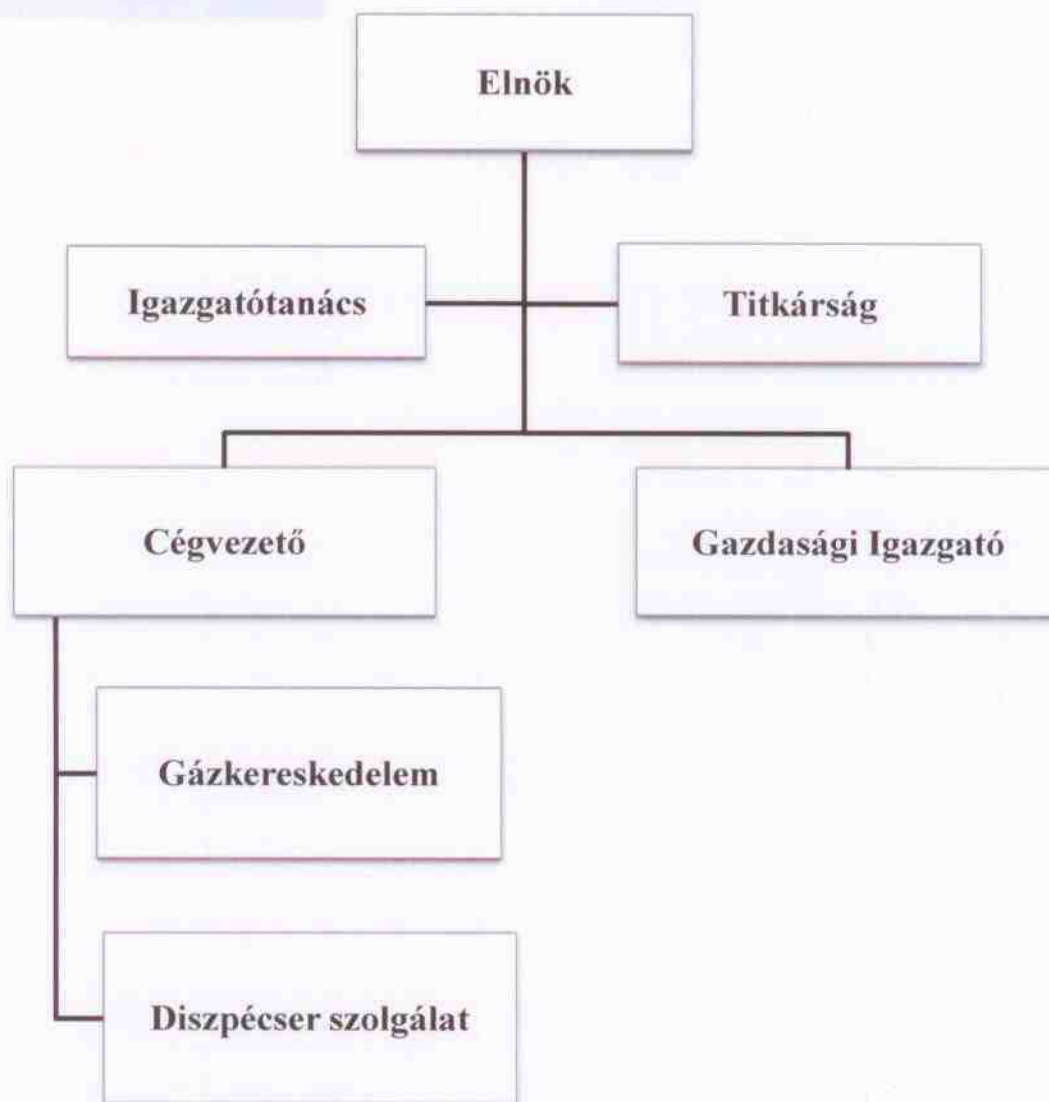 Elnök
Igazgatótanács
Titkárság
Cégvezető
Gazdasági Igazgató
Gázkereskedelem
Diszpécser szolgálat